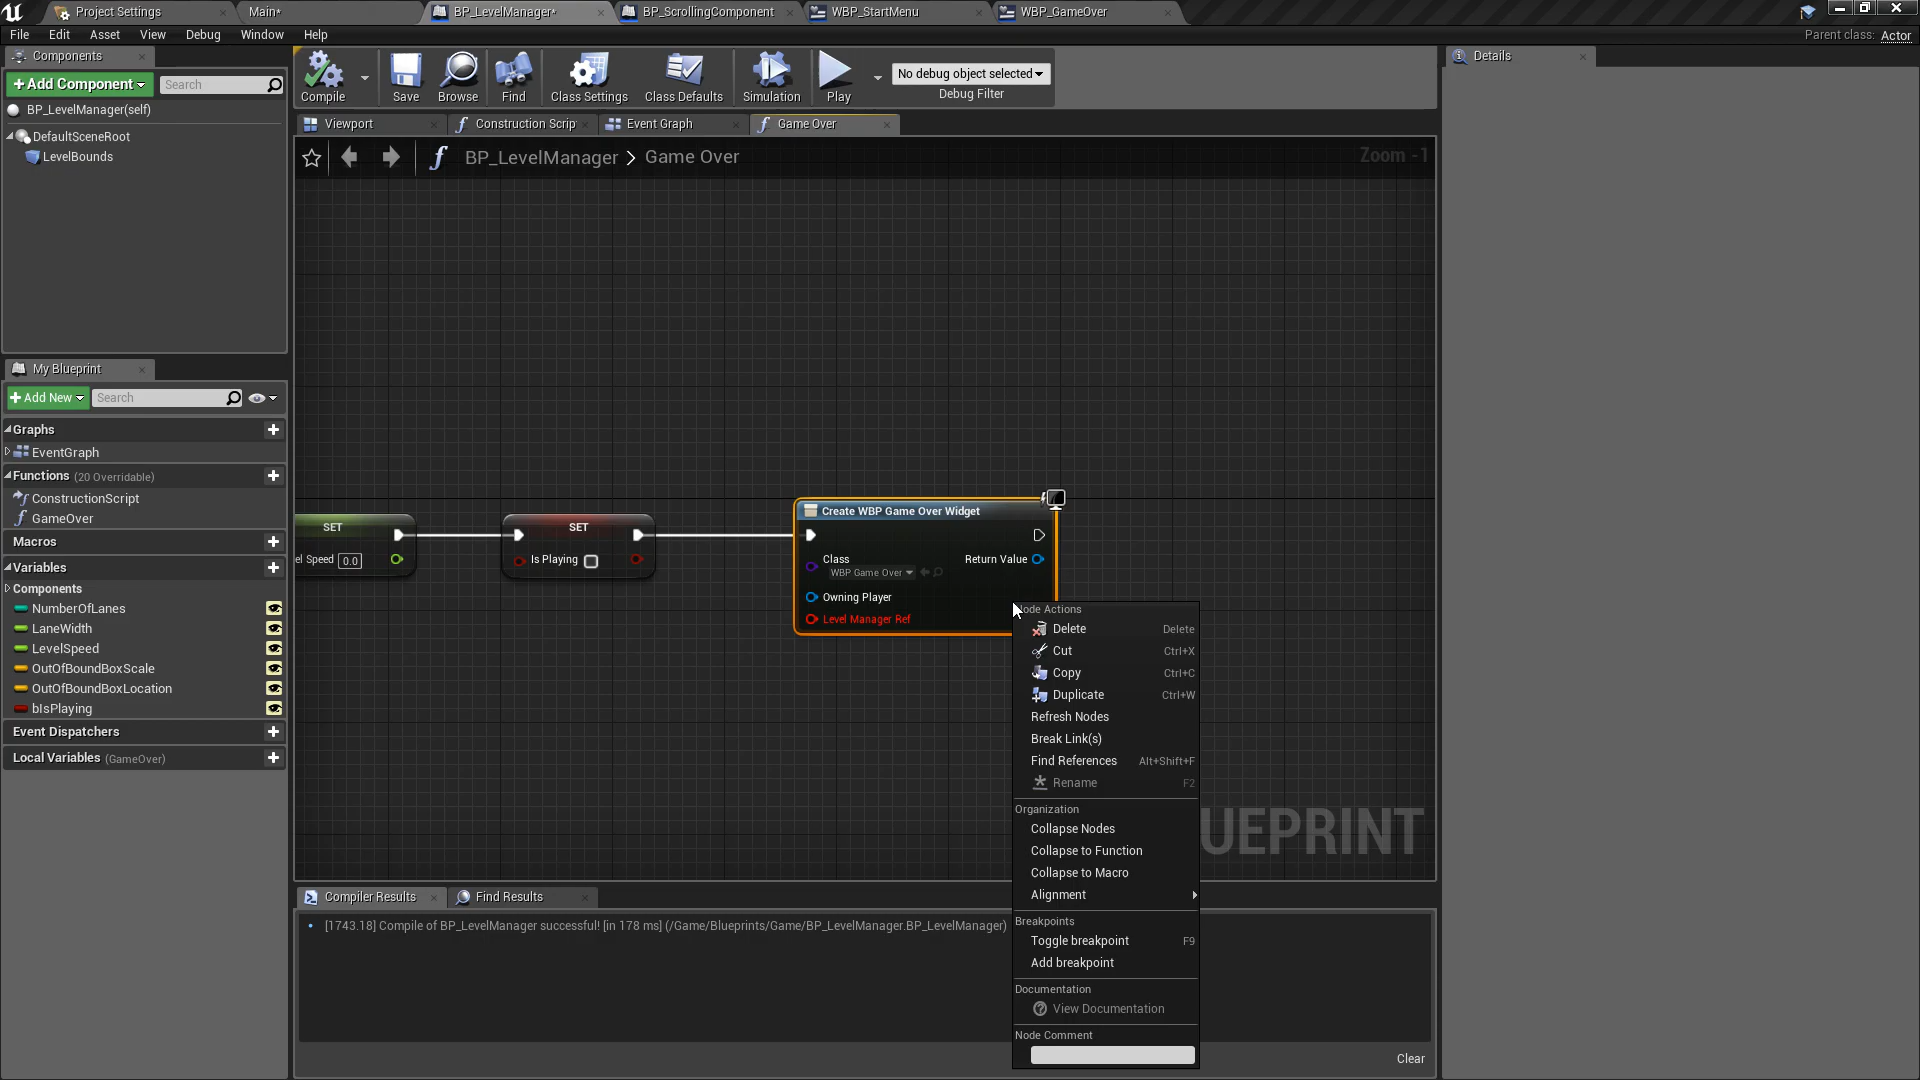 Project Settings
Main*
BP_LevelManager*
BP_ScrollingComponent
WBP_StartMenu
WBP_GameOver
File Edit Asset View Debug Window Help
Parent class: Actor
Components
+ Add Component
Search
BP_LevelManager(self)
DefaultSceneRoot
LevelBounds
Compile
Save
Browse
Find
Class Settings
Class Defaults
Simulation
Play
No debug object selected
Debug Filter
Details
Viewport
Construction Scrip
Event Graph
Game Over
BP_LevelManager > Game Over
Zoom -1
My Blueprint
+ Add New
Search
Graphs
EventGraph
Functions (20 Overridable)
ConstructionScript
GameOver
Macros
Variables
Components
NumberOfLanes
LaneWidth
LevelSpeed
OutOfBoundBoxScale
OutOfBoundBoxLocation
bIsPlaying
Event Dispatchers
Local Variables (GameOver)
SET
el Speed 0.0
SET
Is Playing
Create WBP Game Over Widget
Class
WBP Game Over
Return Value
Owning Player
Level Manager Ref
ode Actions
Delete Delete
Cut Ctrl+X
Copy Ctrl+C
Duplicate Ctrl+W
Refresh Nodes
Break Link(s)
Find References Alt+Shift+F
Rename F2
Organization
Collapse Nodes
Collapse to Function
Collapse to Macro
Alignment
Breakpoints
Toggle breakpoint F9
Add breakpoint
Documentation
View Documentation
Node Comment
UEPRINT
Compiler Results
Find Results
[1743.18] Compile of BP_LevelManager successful! [in 178 ms] (/Game/Blueprints/Game/BP_LevelManager.BP_LevelManager)
Clear